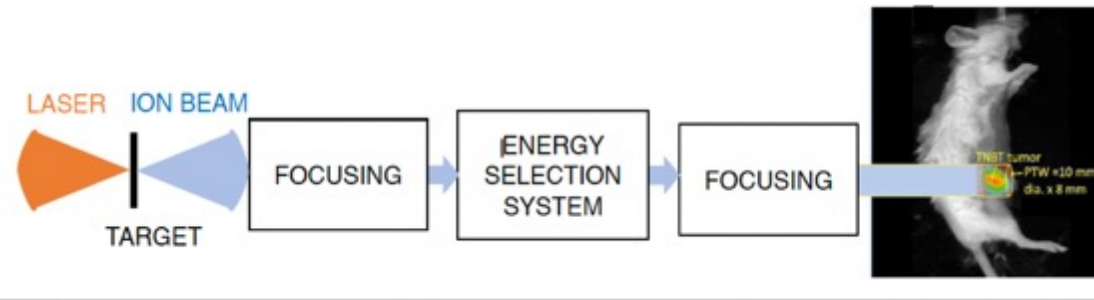 LASER
ION BEAM
TARGET
FOCUSING
ENERGY
SELECTION
SYSTEM
FOCUSING
TNBT tumor
PTW =10 mm
dia. x 8 mm